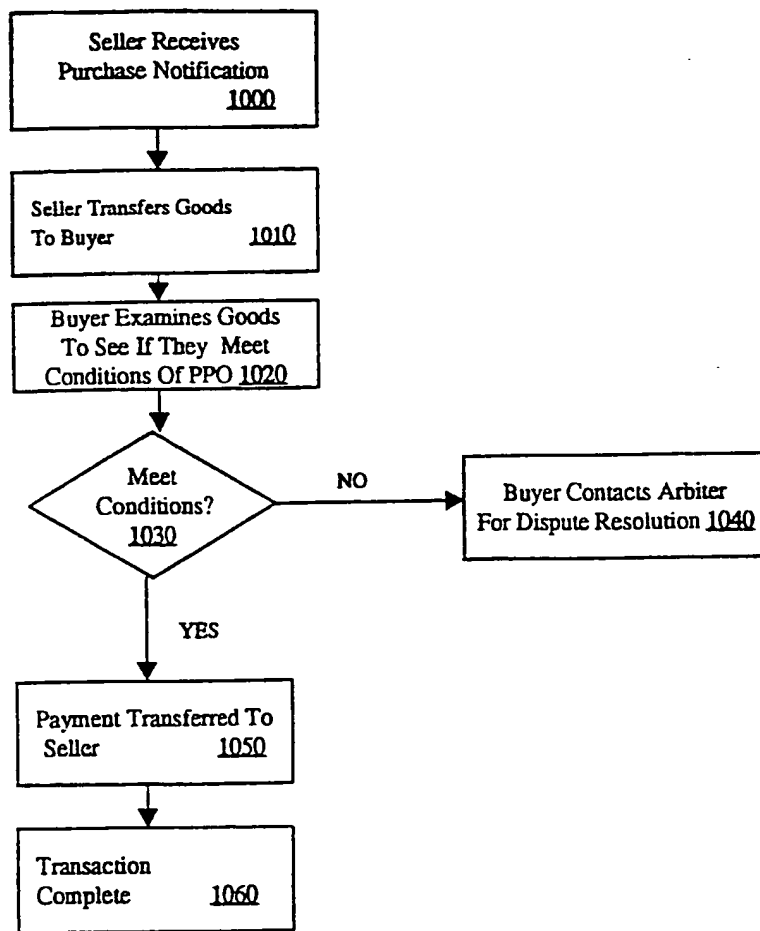 Seller Receives
Purchase Notification
1000
Seller Transfers Goods
To Buyer 1010
Buyer Examines Goods
To See If They Meet
Conditions Of PPO 1020
Meet
Conditions?
1030
NO
Buyer Contacts Arbiter
For Dispute Resolution 1040
YES
Payment Transferred To
Seller 1050
Transaction
Complete 1060